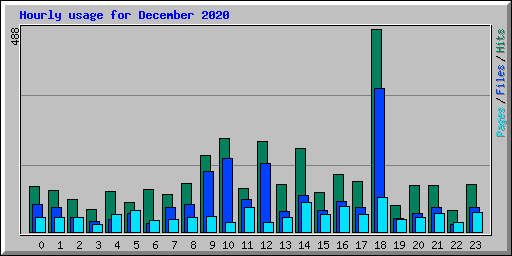 Hourly usage for December 2020
488
Pages/Files/Hits
0 1 2 3 4 5 6 7 8 9 10 11 12 13 14 15 16 17 18 19 20 21 22 23